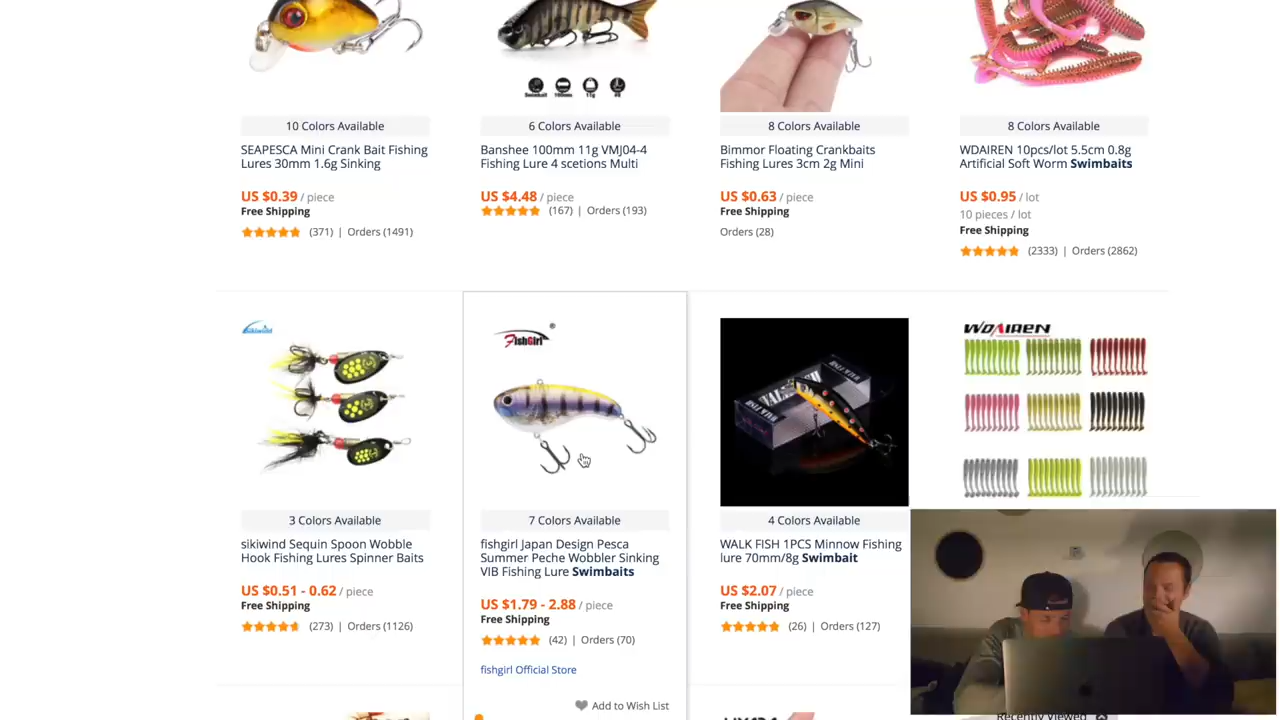 Swimbait 100mm 11g #8
10 Colors Available
6 Colors Available
8 Colors Available
8 Colors Available
SEAPESCA Mini Crank Bait Fishing
Lures 30mm 1.6g Sinking
Banshee 100mm 11g VMJ04-4
Fishing Lure 4 scetions Multi
Bimmor Floating Crankbaits
Fishing Lures 3cm 2g Mini
WDAIREN 10pcs/lot 5.5cm 0.8g
Artificial Soft Worm Swimbaits
US $0.39 / piece
Free Shipping
(371) | Orders (1491)
US $4.48 / piece
(167) | Orders (193)
US $0.63 / piece
Free Shipping
Orders (28)
US $0.95 / lot
10 pieces / lot
Free Shipping
(2333) | Orders (2862)
sikiwind
FishGirl ®
WALK FISH
WDAIREN
3 Colors Available
7 Colors Available
4 Colors Available
sikiwind Sequin Spoon Wobble
Hook Fishing Lures Spinner Baits
fishgirl Japan Design Pesca
Summer Peche Wobbler Sinking
VIB Fishing Lure Swimbaits
WALK FISH 1PCS Minnow Fishing
lure 70mm/8g Swimbait
US $0.51 - 0.62 / piece
Free Shipping
(273) | Orders (1126)
US $1.79 - 2.88 / piece
Free Shipping
(42) | Orders (70)
fishgirl Official Store
Add to Wish List
US $2.07 / piece
Free Shipping
(26) | Orders (127)
Recently Viewed